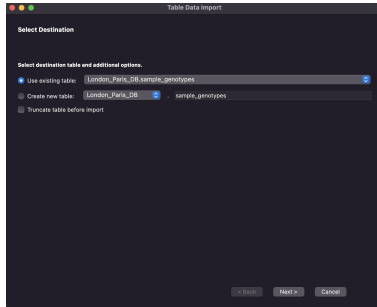 Table Data Import
Select Destination
Select destination table and additional options.
Use existing table: London_Paris_DB.sample_genotypes
Create new table: London_Paris_DB . sample_genotypes
Truncate table before import
< Back Next > Cancel